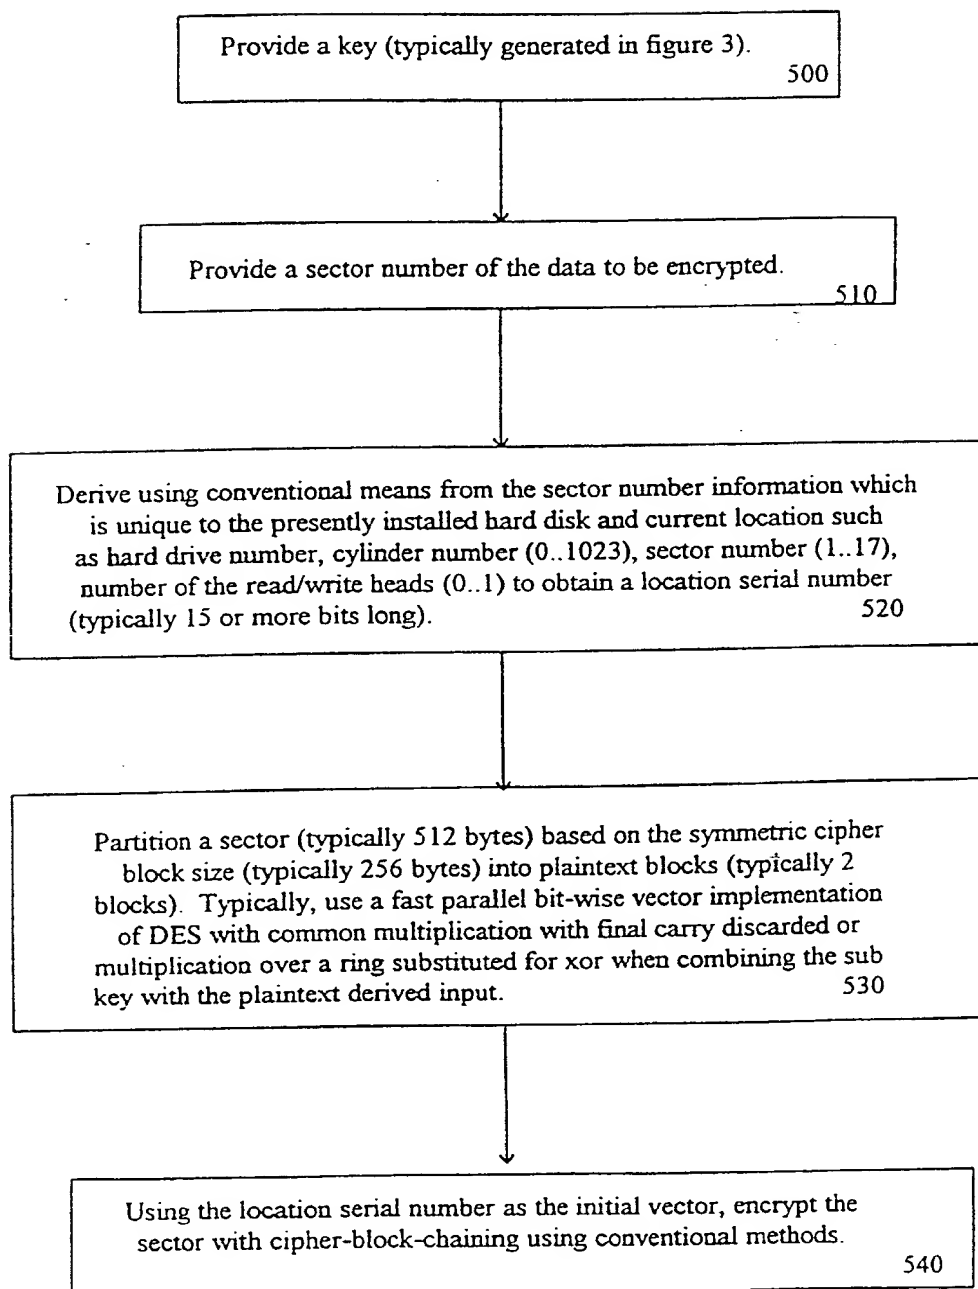 Provide a key (typically generated in figure 3).
500
Provide a sector number of the data to be encrypted.
510
Derive using conventional means from the sector number information which
is unique to the presently installed hard disk and current location such
as hard drive number, cylinder number (0..1023), sector number (1..17),
number of the read/write heads (0..1) to obtain a location serial number
(typically 15 or more bits long).
520
Partition a sector (typically 512 bytes) based on the symmetric cipher
block size (typically 256 bytes) into plaintext blocks (typically 2
blocks). Typically, use a fast parallel bit-wise vector implementation
of DES with common multiplication with final carry discarded or
multiplication over a ring substituted for xor when combining the sub
key with the plaintext derived input.
530
Using the location serial number as the initial vector, encrypt the
sector with cipher-block-chaining using conventional methods.
540